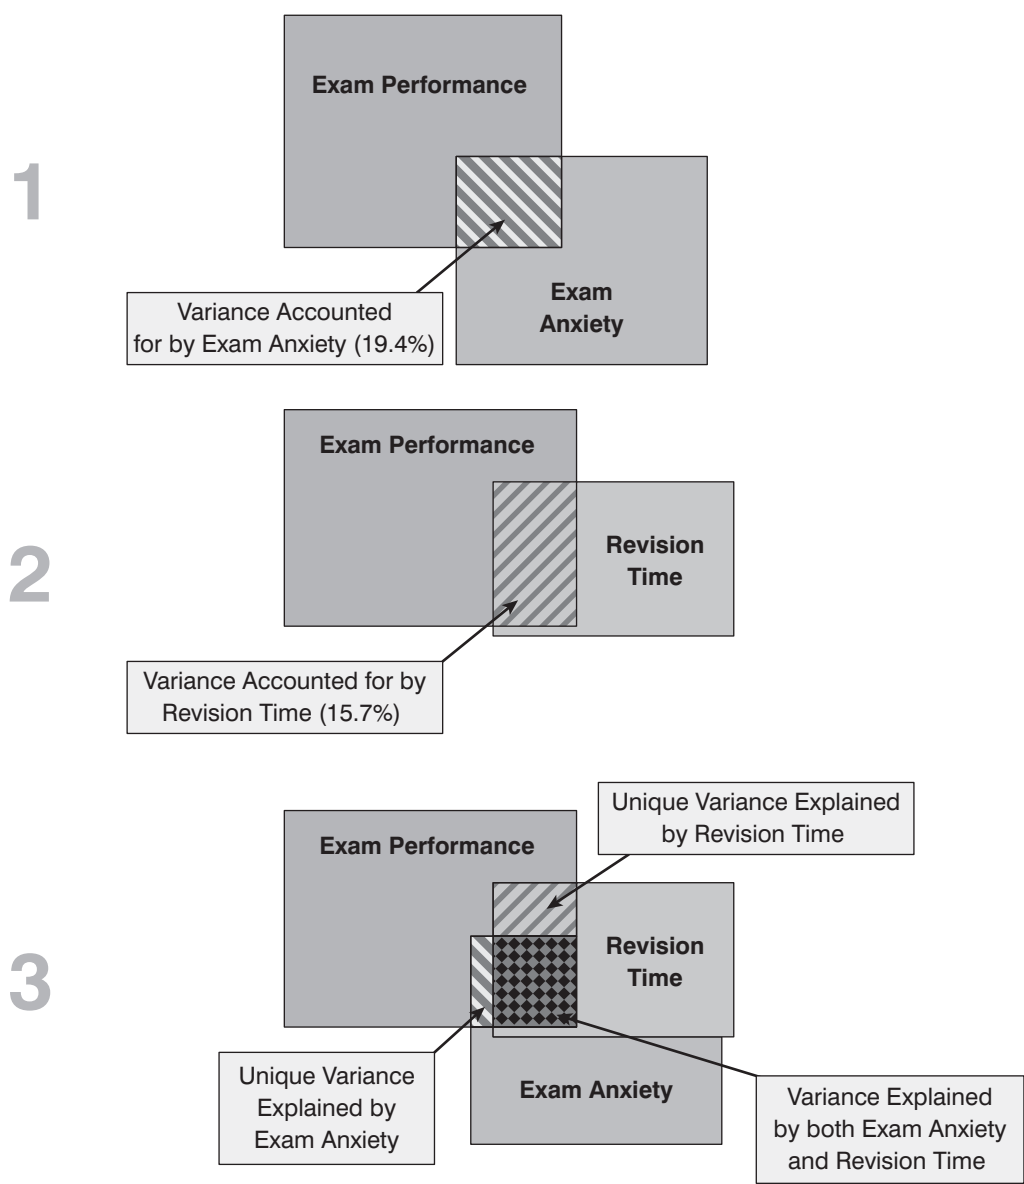 1
Exam Performance
Exam
Anxiety
Variance Accounted
for by Exam Anxiety (19.4%)
2
Exam Performance
Revision
Time
Variance Accounted for by
Revision Time (15.7%)
3
Unique Variance Explained
by Revision Time
Exam Performance
Revision
Time
Unique Variance
Explained by
Exam Anxiety
Exam Anxiety
Variance Explained
by both Exam Anxiety
and Revision Time